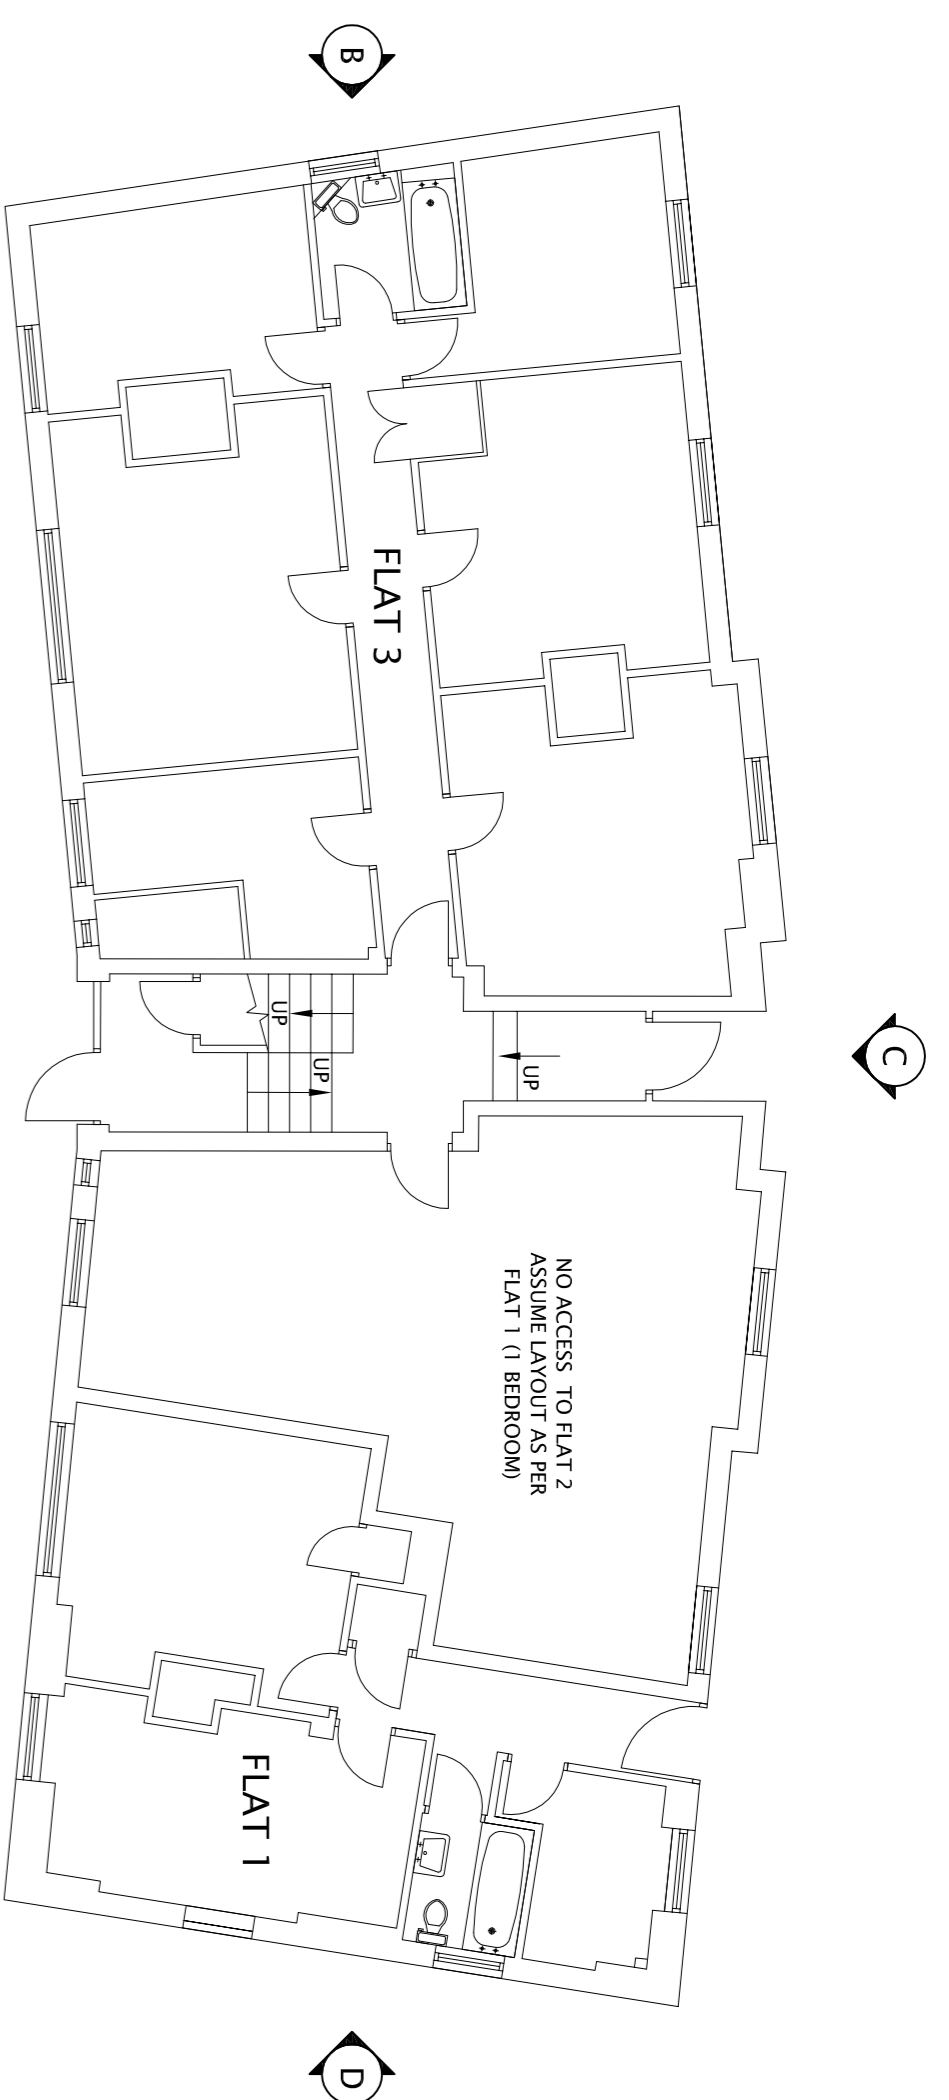 B
FLAT 3
UP
UP
UP
C
NO ACCESS TO FLAT 2
ASSUME LAYOUT AS PER
FLAT 1 (1 BEDROOM)
FLAT 1
D